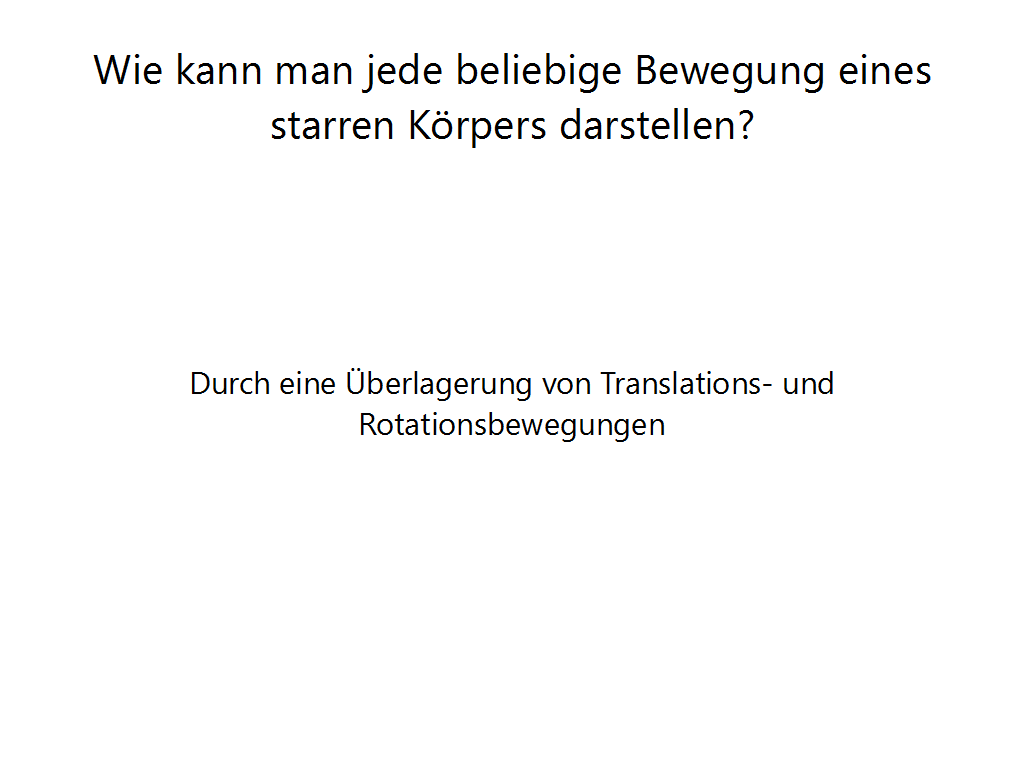 Wie kann man jede beliebige Bewegung eines
starren Körpers darstellen?
Durch eine Überlagerung von Translations- und
Rotationsbewegungen